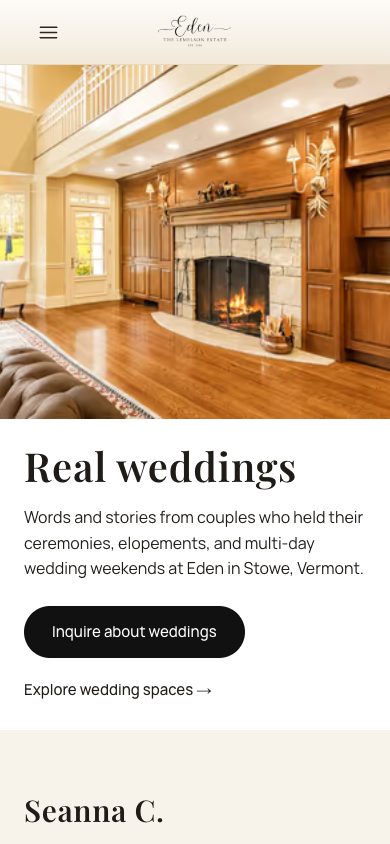 Eden
THE LEMELSON ESTATE
Real weddings
Words and stories from couples who held their
ceremonies, elopements, and multi-day
wedding weekends at Eden in Stowe, Vermont.
Inquire about weddings
Explore wedding spaces →
Seanna C.